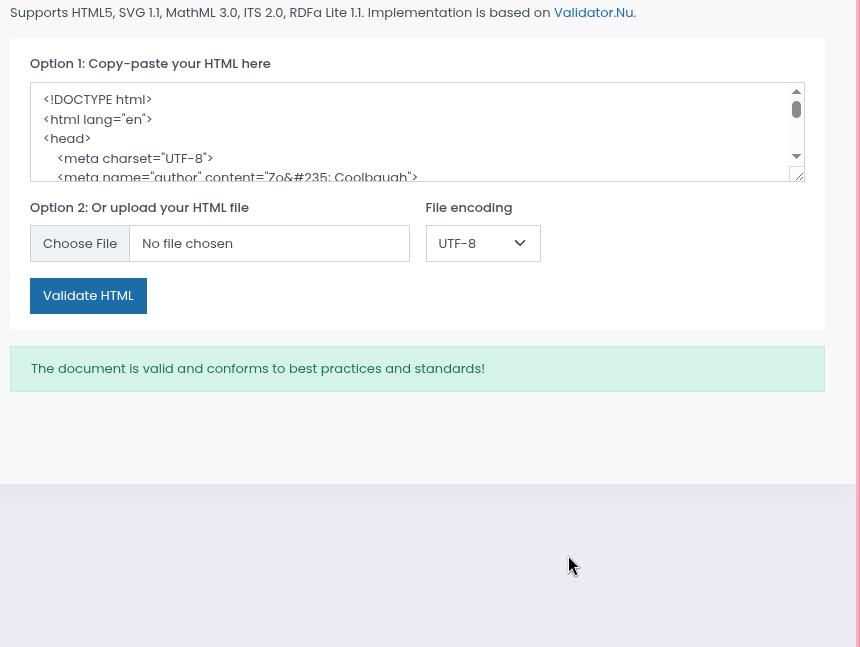 Supports HTML5, SVG 1.1, MathML 3.0, ITS 2.0, RDFa Lite 1.1. Implementation is based on Validator.Nu.
Option 1: Copy-paste your HTML here
<!DOCTYPE html>
<html lang="en">
<head>
<meta charset="UTF-8">
<meta name="author" content="Zo&#235; Coolbaugh">
Option 2: Or upload your HTML file
File encoding
Choose File No file chosen
UTF-8
Validate HTML
The document is valid and conforms to best practices and standards!